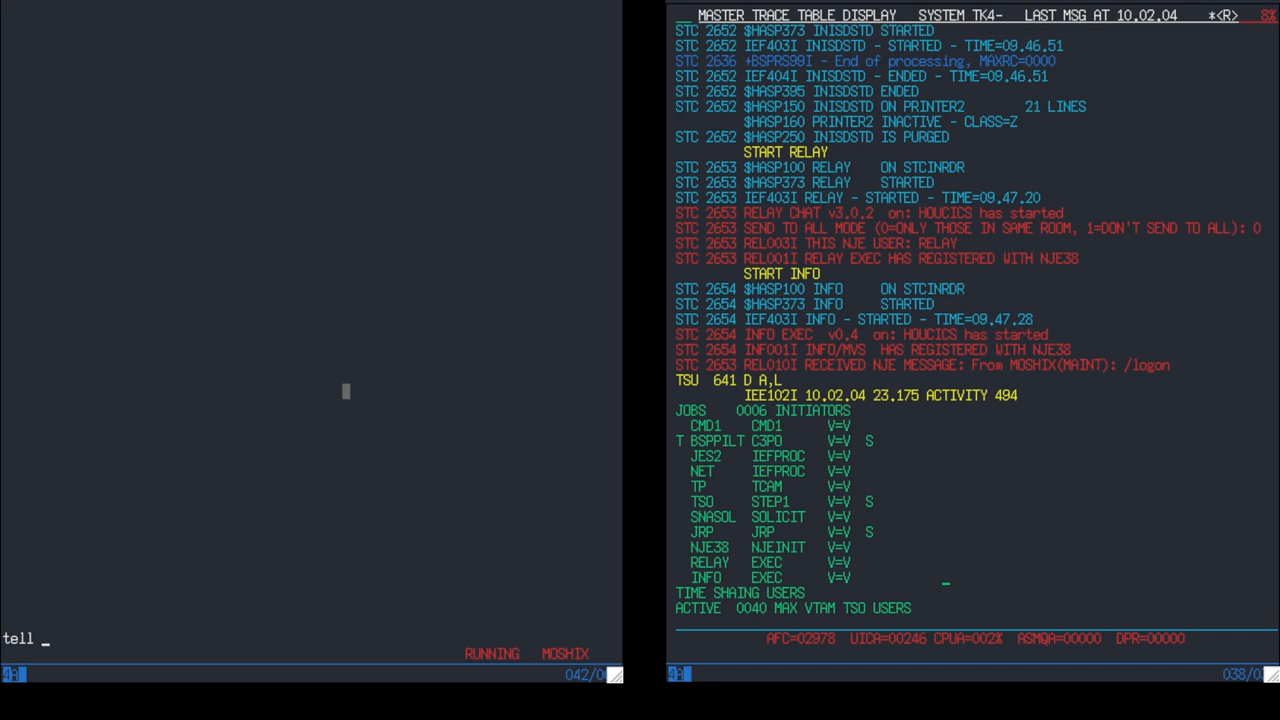 tell _
RUNNING MOSHIX
4A 042/0
__ MASTER TRACE TABLE DISPLAY SYSTEM TK4- LAST MSG AT 10.02.04 *<R> 8%
STC 2652 $HASP373 INISDSTD STARTED
STC 2652 IEF403I INISDSTD - STARTED - TIME=09.46.51
STC 2636 +BSPRS99I - End of processing, MAXRC=0000
STC 2652 IEF404I INISDSTD - ENDED - TIME=09.46.51
STC 2652 $HASP395 INISDSTD ENDED
STC 2652 $HASP150 INISDSTD ON PRINTER2 21 LINES
$HASP160 PRINTER2 INACTIVE - CLASS=Z
STC 2652 $HASP250 INISDSTD IS PURGED
START RELAY
STC 2653 $HASP100 RELAY ON STCINRDR
STC 2653 $HASP373 RELAY STARTED
STC 2653 IEF403I RELAY - STARTED - TIME=09.47.20
STC 2653 RELAY CHAT v3.0.2 on: HOUCICS has started
STC 2653 SEND TO ALL MODE (0=ONLY THOSE IN SAME ROOM, 1=DON'T SEND TO ALL): 0
STC 2653 REL003I THIS NJE USER: RELAY
STC 2653 REL001I RELAY EXEC HAS REGISTERED WITH NJE38
START INFO
STC 2654 $HASP100 INFO ON STCINRDR
STC 2654 $HASP373 INFO STARTED
STC 2654 IEF403I INFO - STARTED - TIME=09.47.28
STC 2654 INFO EXEC v0.4 on: HOUCICS has started
STC 2654 INF001I INFO/MVS HAS REGISTERED WITH NJE38
STC 2653 REL010I RECEIVED NJE MESSAGE: From MOSHIX(MAINT): /logon
TSU 641 D A,L
IEE102I 10.02.04 23.175 ACTIVITY 494
JOBS 0006 INITIATORS
CMD1 CMD1 V=V
T BSPPILT C3PO V=V S
JES2 IEFPROC V=V
NET IEFPROC V=V
TP TCAM V=V
TSO STEP1 V=V S
SNASOL SOLICIT V=V
JRP JRP V=V S
NJE38 NJEINIT V=V
RELAY EXEC V=V
INFO EXEC V=V _
TIME SHAING USERS
ACTIVE 0040 MAX VTAM TSO USERS
AFC=02978 UICA=00246 CPUA=002% ASMQA=00000 DPR=00000
4A 038/0